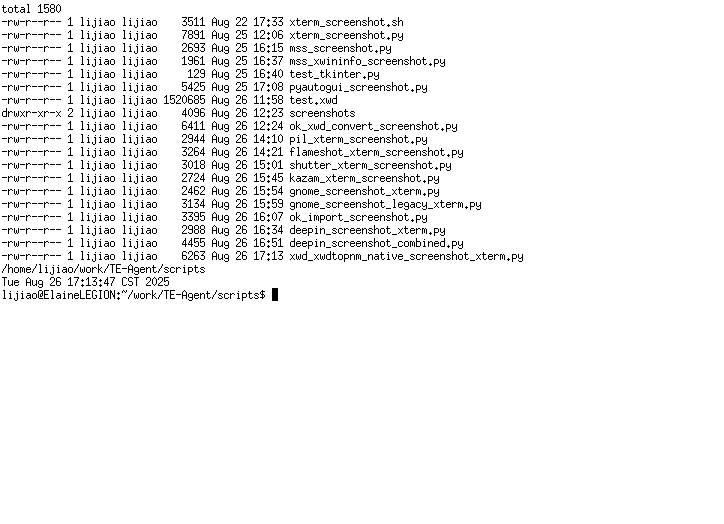 total 1580
-rw-r--r-- 1 lijiao lijiao    3511 Aug 22 17:33 xterm_screenshot.sh
-rw-r--r-- 1 lijiao lijiao    7891 Aug 25 12:06 xterm_screenshot.py
-rw-r--r-- 1 lijiao lijiao    2693 Aug 25 16:15 mss_screenshot.py
-rw-r--r-- 1 lijiao lijiao    1961 Aug 25 16:37 mss_xwininfo_screenshot.py
-rw-r--r-- 1 lijiao lijiao     129 Aug 25 16:40 test_tkinter.py
-rw-r--r-- 1 lijiao lijiao    5425 Aug 25 17:08 pyautogui_screenshot.py
-rw-r--r-- 1 lijiao lijiao 1520685 Aug 26 11:58 test.xwd
drwxr-xr-x 2 lijiao lijiao    4096 Aug 26 12:23 screenshots
-rw-r--r-- 1 lijiao lijiao    6411 Aug 26 12:24 ok_xwd_convert_screenshot.py
-rw-r--r-- 1 lijiao lijiao    2944 Aug 26 14:10 pil_xterm_screenshot.py
-rw-r--r-- 1 lijiao lijiao    3264 Aug 26 14:21 flameshot_xterm_screenshot.py
-rw-r--r-- 1 lijiao lijiao    3018 Aug 26 15:01 shutter_xterm_screenshot.py
-rw-r--r-- 1 lijiao lijiao    2724 Aug 26 15:45 kazam_xterm_screenshot.py
-rw-r--r-- 1 lijiao lijiao    2462 Aug 26 15:54 gnome_screenshot_xterm.py
-rw-r--r-- 1 lijiao lijiao    3134 Aug 26 15:59 gnome_screenshot_legacy_xterm.py
-rw-r--r-- 1 lijiao lijiao    3395 Aug 26 16:07 ok_import_screenshot.py
-rw-r--r-- 1 lijiao lijiao    2988 Aug 26 16:34 deepin_screenshot_xterm.py
-rw-r--r-- 1 lijiao lijiao    4455 Aug 26 16:51 deepin_screenshot_combined.py
-rw-r--r-- 1 lijiao lijiao    6263 Aug 26 17:13 xwd_xwdtopnm_native_screenshot_xterm.py
/home/lijiao/work/TE-Agent/scripts
Tue Aug 26 17:13:47 CST 2025
lijiao@ElaineLEGION:~/work/TE-Agent/scripts$